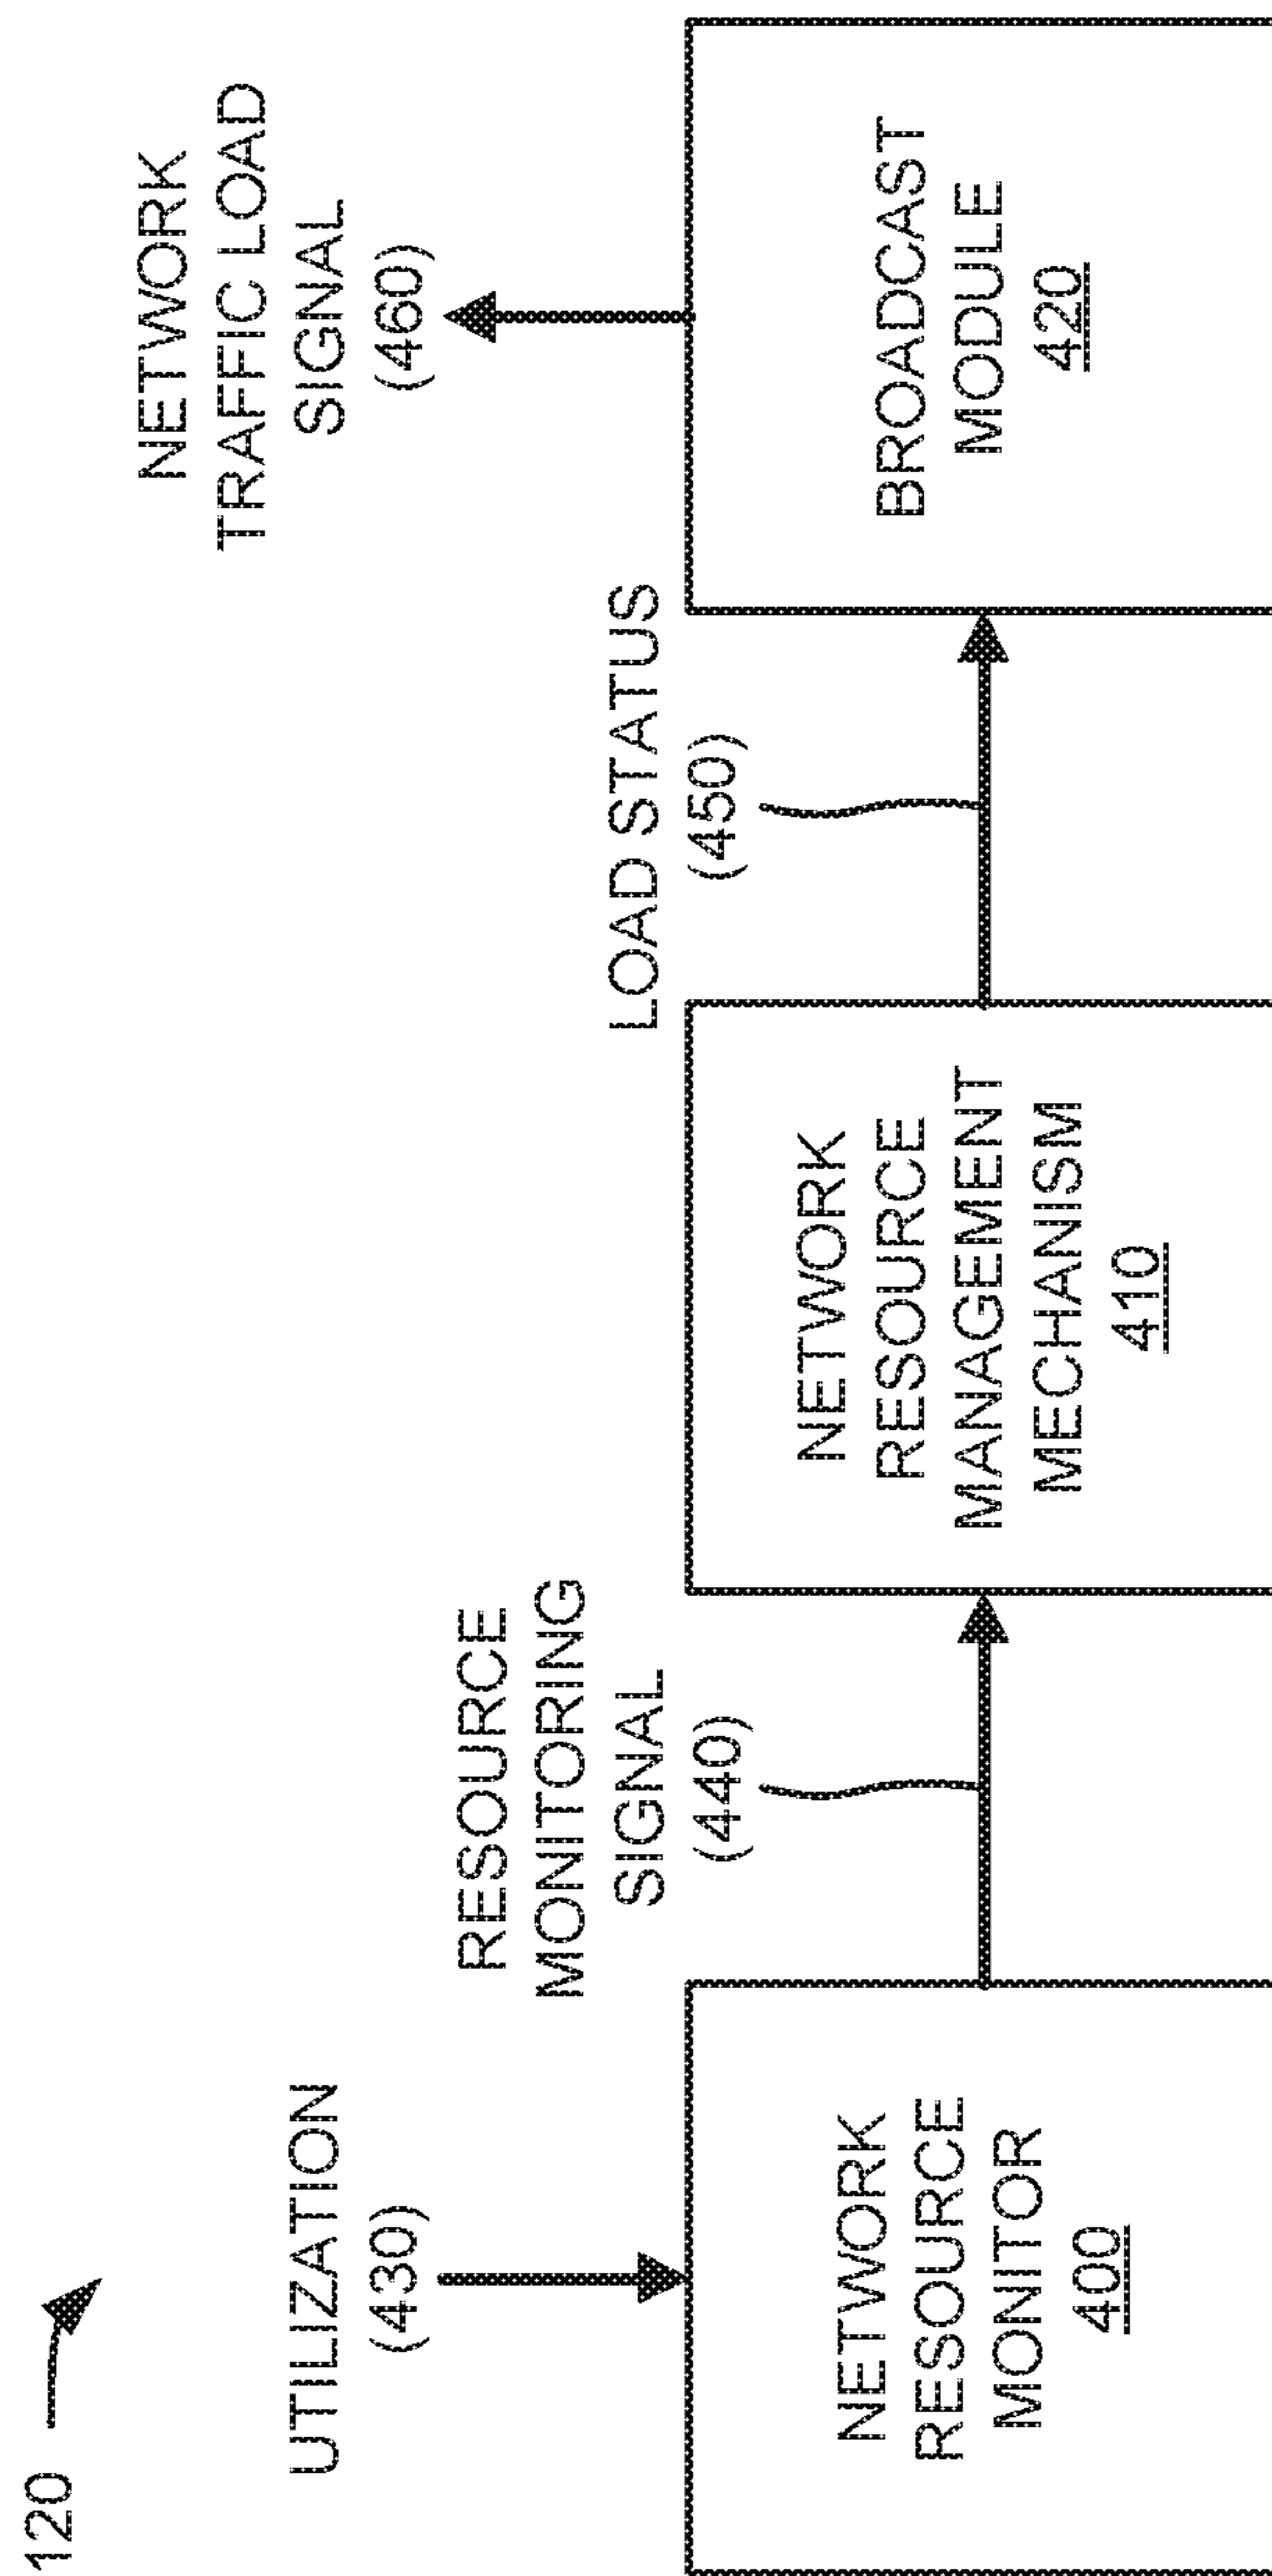 120
UTILIZATION
(430)
NETWORK
RESOURCE
MONITOR
400
RESOURCE
MONITORING
SIGNAL
(440)
NETWORK
RESOURCE
MANAGEMENT
MECHANISM
410
LOAD STATUS
(450)
BROADCAST
MODULE
420
NETWORK
TRAFFIC LOAD
SIGNAL
(460)